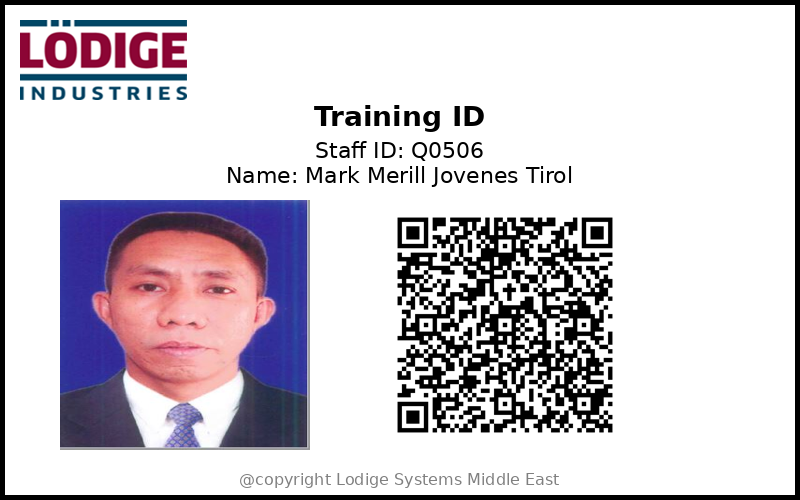 LÖDIGE
INDUSTRIES
Training ID
Staff ID: Q0506
Name: Mark Merill Jovenes Tirol
@copyright Lodige Systems Middle East